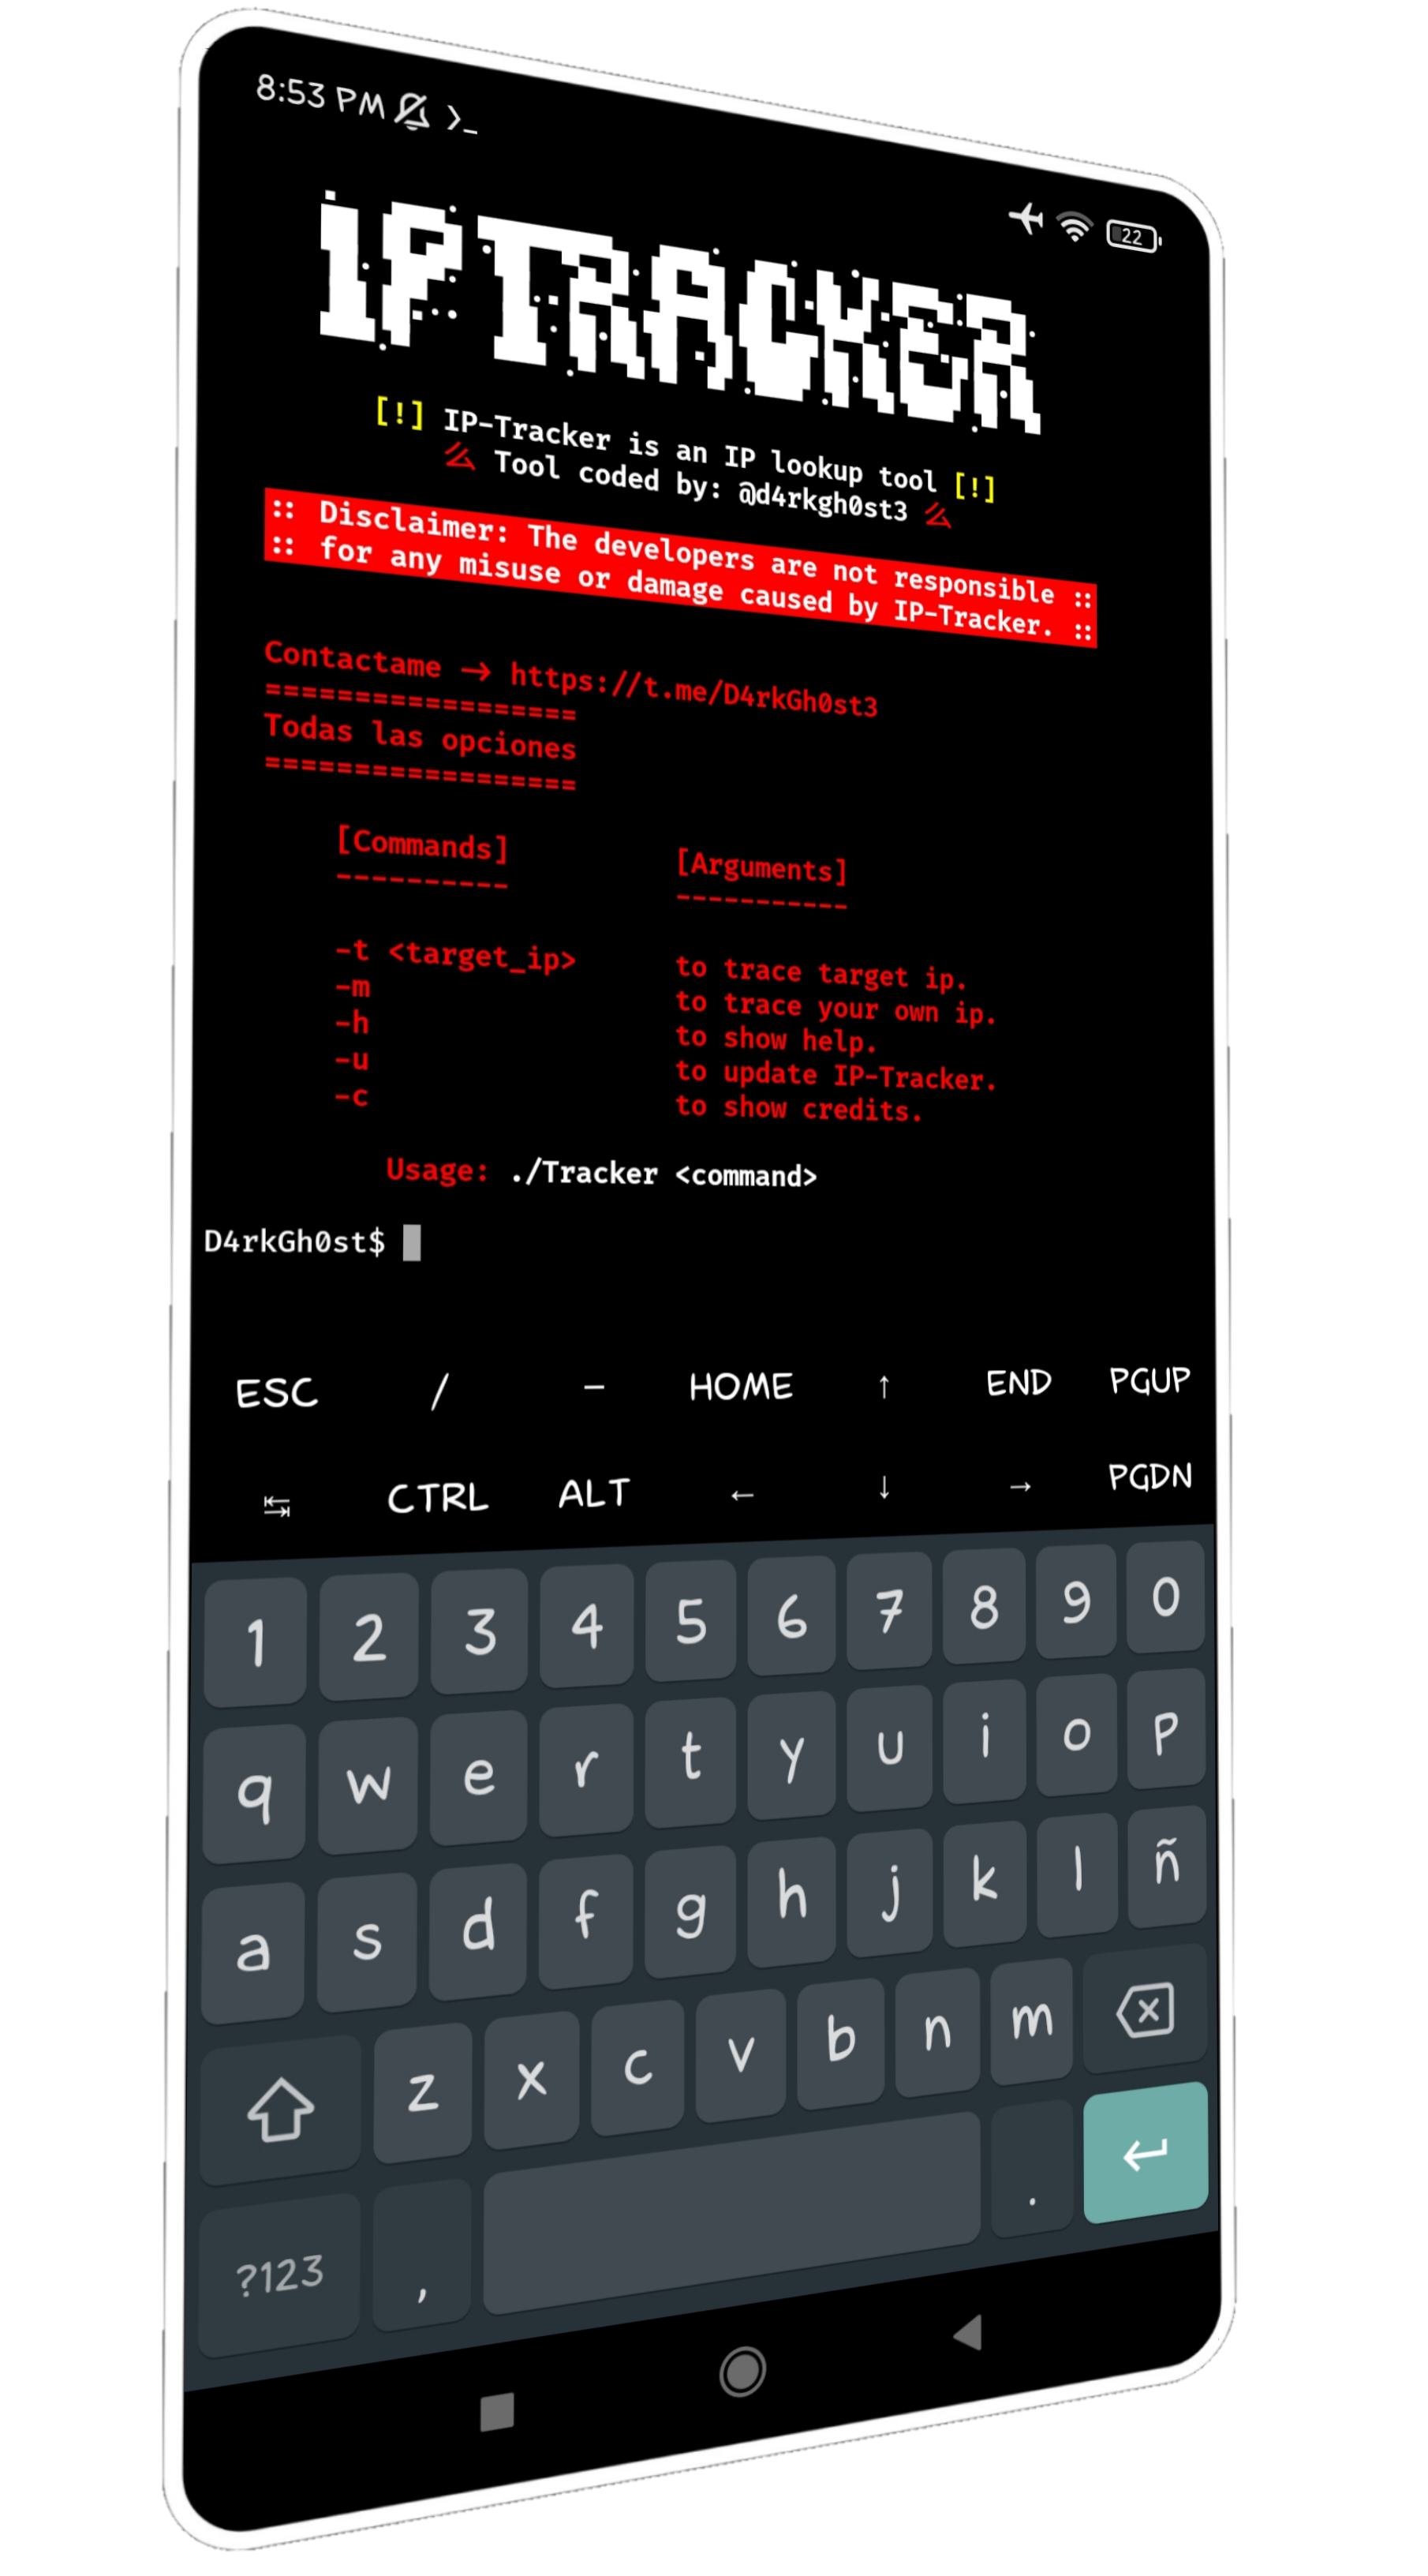 8:53 PM
22
IP TRACKER
[!] IP-Tracker is an IP lookup tool [!]
么 Tool coded by: @d4rkgh0st3 么
:: Disclaimer: The developers are not responsible ::
:: for any misuse or damage caused by IP-Tracker. ::
Contactame → https://t.me/D4rkGh0st3
==================
Todas las opciones
==================
[Commands] [Arguments]
---------- -----------
-t <target_ip> to trace target ip.
-m to trace your own ip.
-h to show help.
-u to update IP-Tracker.
-c to show credits.
Usage: ./Tracker <command>
D4rkGh0st$
ESC / – HOME ↑ END PGUP
↹ CTRL ALT ← ↓ → PGDN
1 2 3 4 5 6 7 8 9 0
q w e r t y u i o p
a s d f g h j k l ñ
z x c v b n m
?123 , .